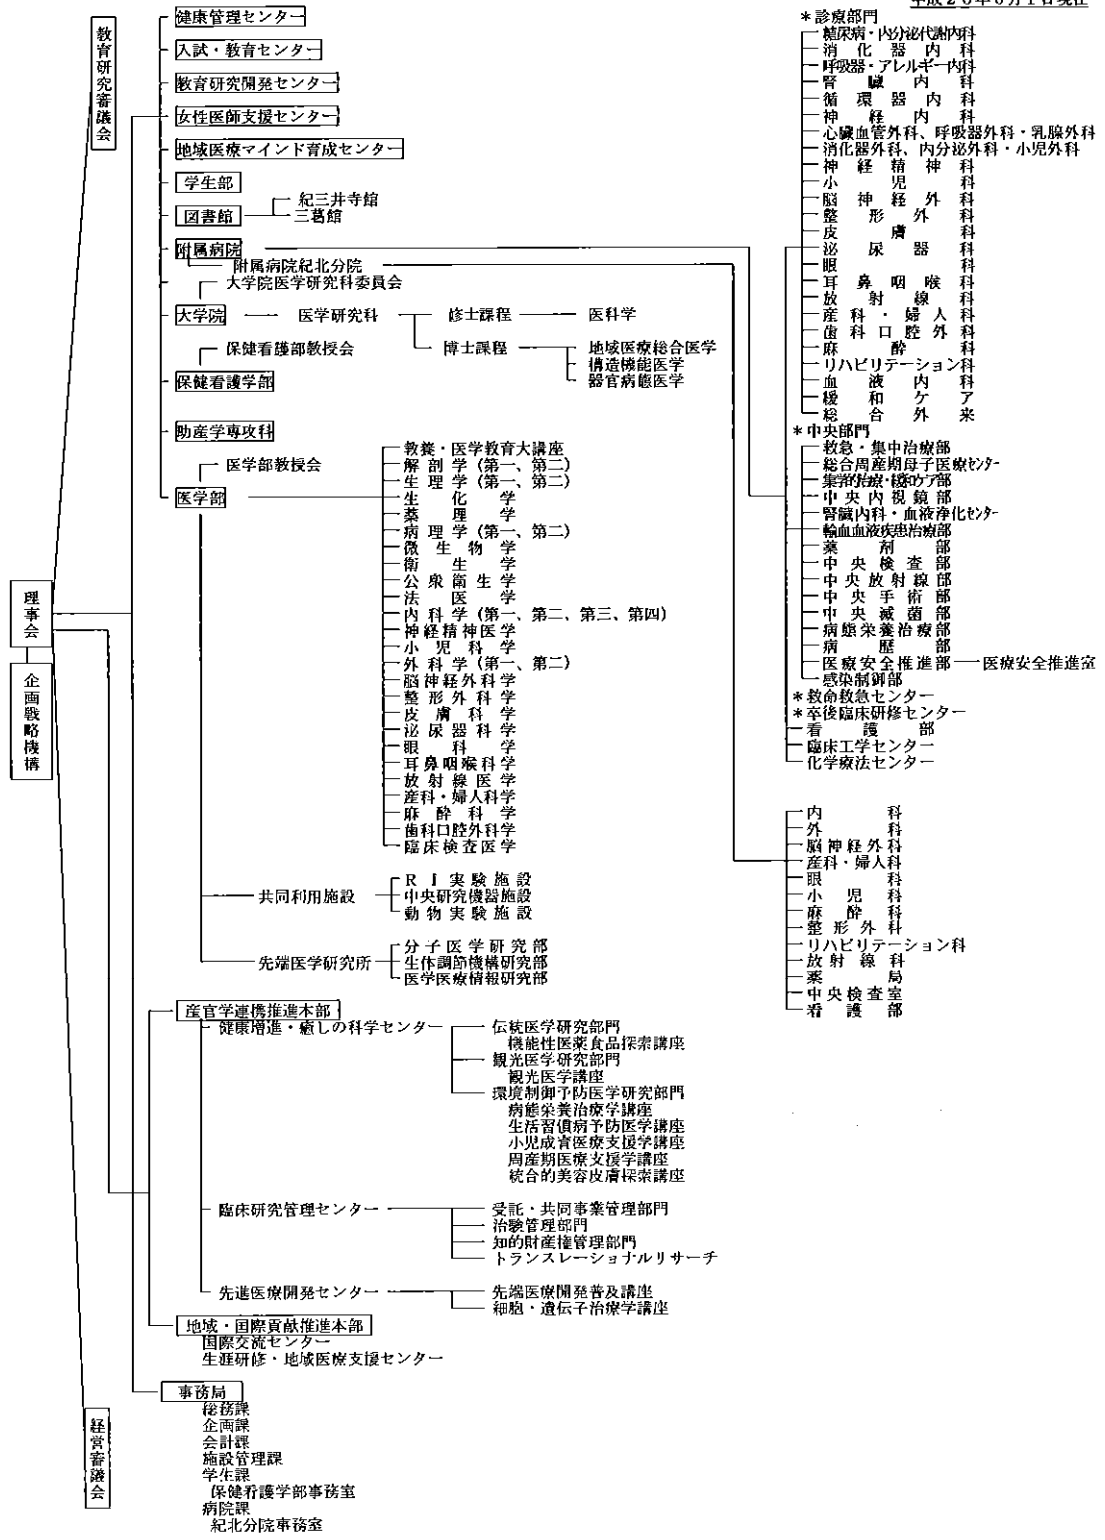 教育研究審議会
理事会
企画戦略機構
経営審議会
健康管理センター
入試・教育センター
教育研究開発センター
女性医師支援センター
地域医療マインド育成センター
学生部
図書館
紀三井寺館
三葛館
附属病院
附属病院紀北分院
大学院医学研究科委員会
大学院 医学研究科 修士課程 医科学
博士課程 地域医療総合医学
構造機能医学
器官病態医学
保健看護部教授会
保健看護学部
助産学専攻科
医学部教授会
医学部
教養・医学教育大講座
解剖学(第一、第二)
生理学(第一、第二)
生化学
薬理学
病理学(第一、第二)
微生物学
衛生学
公衆衛生学
法医学
内科学(第一、第二、第三、第四)
神経精神医学
小児科学
外科学(第一、第二)
脳神経外科学
整形外科学
皮膚科学
泌尿器科学
眼科学
耳鼻咽喉科学
放射線医学
産科・婦人科学
麻酔科学
歯科口腔外科学
臨床検査医学
共同利用施設
RI実験施設
中央研究機器施設
動物実験施設
先端医学研究所
分子医学研究部
生体調節機構研究部
医学医療情報研究部
産官学連携推進本部
健康増進・癒しの科学センター
伝統医学研究部門
機能性医薬食品探索講座
観光医学研究部門
観光医学講座
環境制御予防医学研究部門
病態栄養治療学講座
生活習慣病予防医学講座
小児成育医療支援学講座
周産期医療支援学講座
統合的美容皮膚探索講座
臨床研究管理センター
受託・共同事業管理部門
治験管理部門
知的財産権管理部門
トランスレーショナルリサーチ
先進医療開発センター
先端医療開発普及講座
細胞・遺伝子治療学講座
地域・国際貢献推進本部
国際交流センター
生涯研修・地域医療支援センター
事務局
総務課
企画課
会計課
施設管理課
学生課
保健看護学部事務室
病院課
紀北分院事務室
*診療部門
糖尿病・内分泌代謝内科
消化器内科
呼吸器・アレルギー内科
腎臓内科
循環器内科
神経内科
心臓血管外科、呼吸器外科・乳腺外科
消化器外科、内分泌外科・小児外科
神経精神科
小児科
脳神経外科
整形外科
皮膚科
泌尿器科
眼科
耳鼻咽喉科
放射線科
産科・婦人科
歯科口腔外科
麻酔科
リハビリテーション科
血液内科
緩和ケア
総合外来
*中央部門
救急・集中治療部
総合周産期母子医療センター
集学的治療・緩和ケア部
中央内視鏡部
腎臓内科・血液浄化センター
輸血血液疾患治療部
薬剤部
中央検査部
中央放射線部
中央手術部
中央滅菌部
病態栄養治療部
病歴部
医療安全推進部 医療安全推進室
感染制御部
*救命救急センター
*卒後臨床研修センター
看護部
臨床工学センター
化学療法センター
内科
外科
脳神経外科
産科・婦人科
眼科
小児科
麻酔科
整形外科
リハビリテーション科
放射線科
薬局
中央検査室
看護部